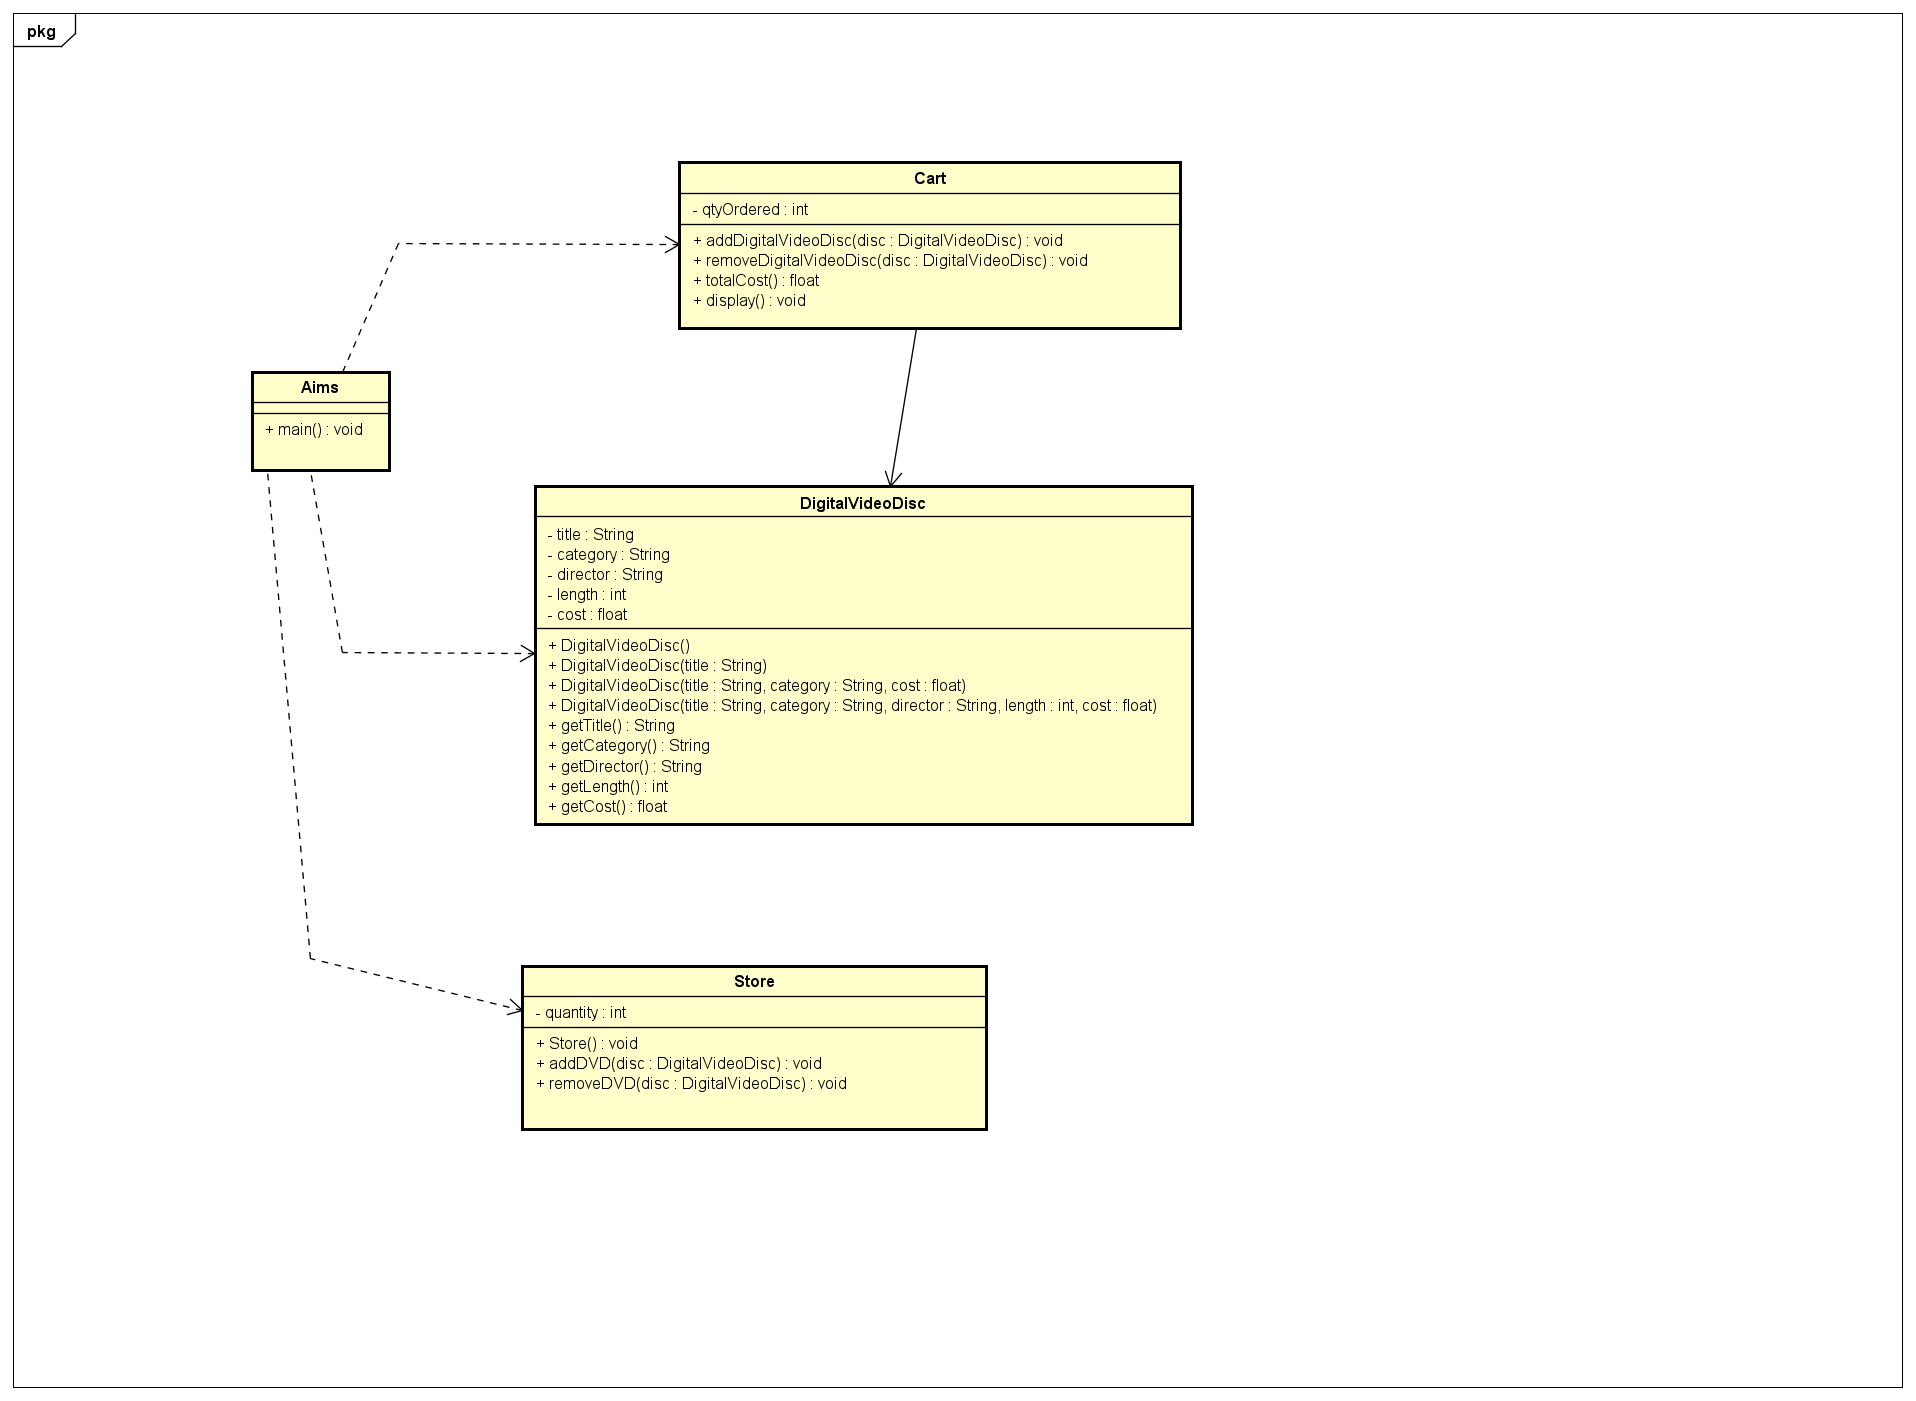 pkg
Cart
- qtyOrdered : int
+ addDigitalVideoDisc(disc : DigitalVideoDisc) : void
+ removeDigitalVideoDisc(disc : DigitalVideoDisc) : void
+ totalCost() : float
+ display() : void
Aims
+ main() : void
DigitalVideoDisc
- title : String
- category : String
- director : String
- length : int
- cost : float
+ DigitalVideoDisc()
+ DigitalVideoDisc(title : String)
+ DigitalVideoDisc(title : String, category : String, cost : float)
+ DigitalVideoDisc(title : String, category : String, director : String, length : int, cost : float)
+ getTitle() : String
+ getCategory() : String
+ getDirector() : String
+ getLength() : int
+ getCost() : float
Store
- quantity : int
+ Store() : void
+ addDVD(disc : DigitalVideoDisc) : void
+ removeDVD(disc : DigitalVideoDisc) : void